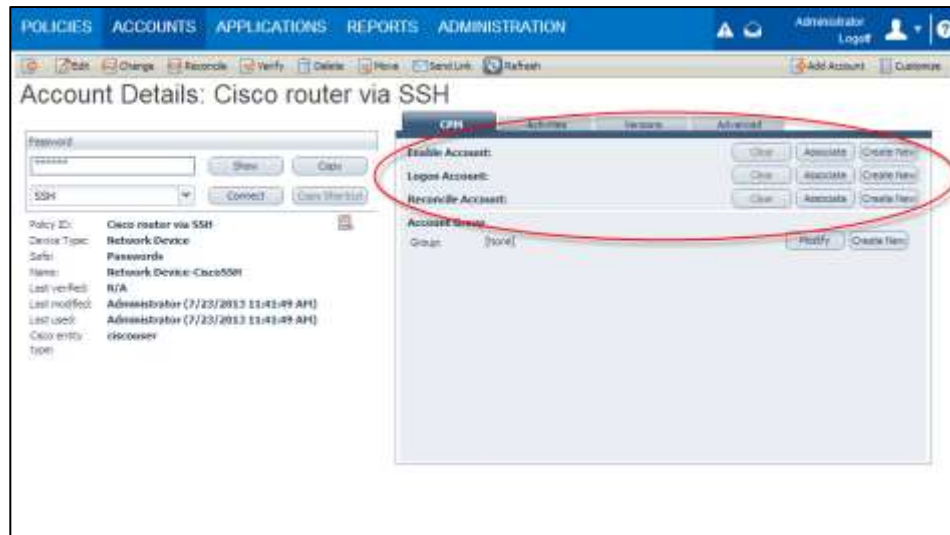 POLICIES ACCOUNTS APPLICATIONS REPORTS ADMINISTRATION Administrator
Logoff
Edit Change Reconcile Verify Delete Move Send Link Refresh Add Account Customize
Account Details: Cisco router via SSH
CPM Activities Versions Advanced
Password
******* Show Copy
SSH Connect Copy Shortcut
Enable Account: Clear Associate Create New
Logon Account: Clear Associate Create New
Reconcile Account: Clear Associate Create New
Account Group
Group: [None] Modify Create New
Policy ID: Cisco router via SSH
Device Type: Network Device
Safe: Passwords
Name: Network Device-CiscoSSH
Last verified: N/A
Last modified: Administrator (7/23/2013 11:41:49 AM)
Last used: Administrator (7/23/2013 11:41:49 AM)
Cisco entity ciscouser
type: